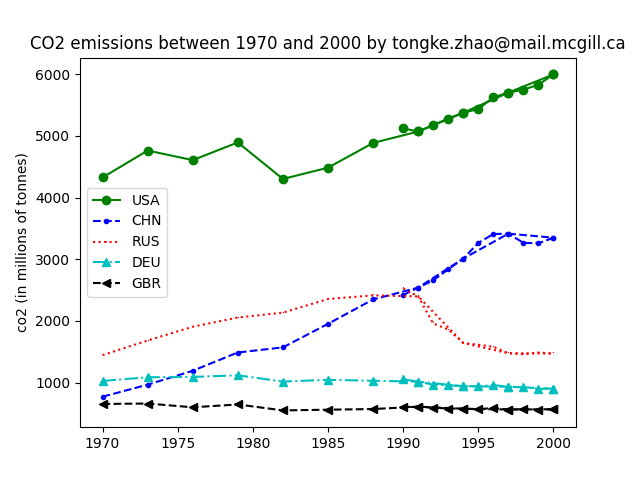 CO2 emissions between 1970 and 2000 by tongke.zhao@mail.mcgill.ca
6000
5000
4000
3000
2000
1000
co2 (in millions of tonnes)
USA
CHN
RUS
DEU
GBR
1970 1975 1980 1985 1990 1995 2000